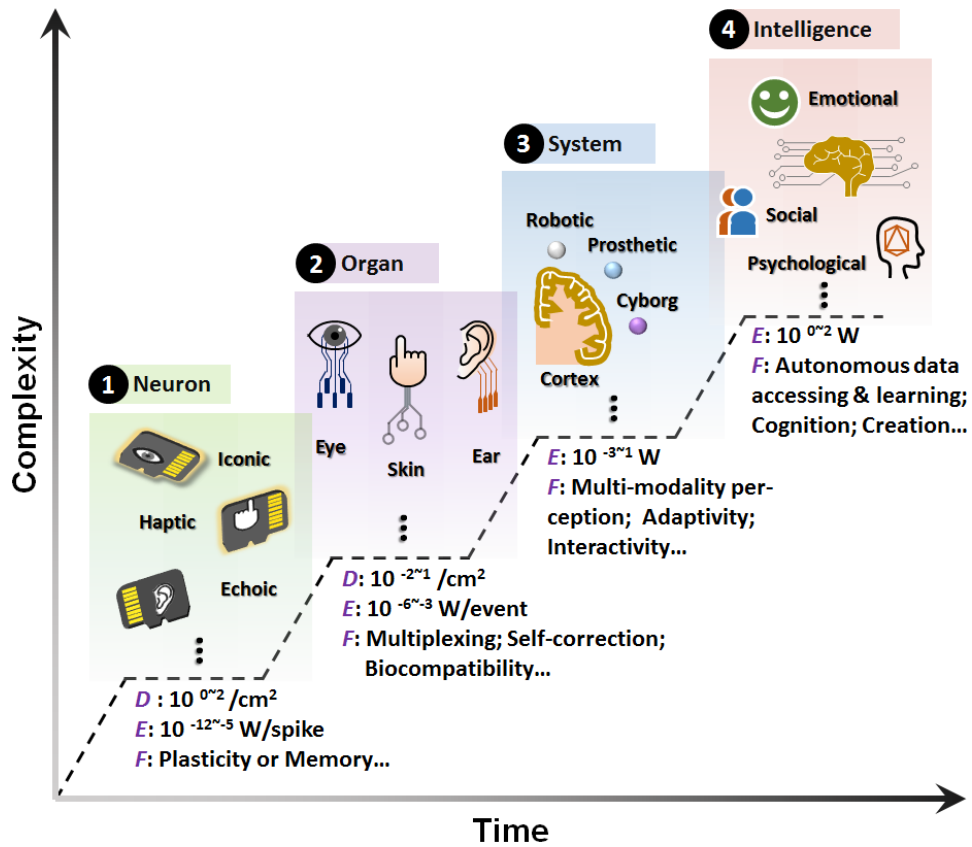 4 Intelligence
Emotional
Social
Psychological
E: 10 ⁰~² W
F: Autonomous data
accessing & learning;
Cognition; Creation...
3 System
Robotic
Prosthetic
Cyborg
Cortex
E: 10 ⁻³~¹ W
F: Multi-modality per-
ception; Adaptivity;
Interactivity...
2 Organ
Eye
Skin
Ear
D: 10 ⁻²~¹ /cm²
E: 10 ⁻⁶~⁻³ W/event
F: Multiplexing; Self-correction;
Biocompatibility...
1 Neuron
Iconic
Haptic
Echoic
D : 10 ⁰~² /cm²
E: 10 ⁻¹²~⁻⁵ W/spike
F: Plasticity or Memory...
Complexity
Time